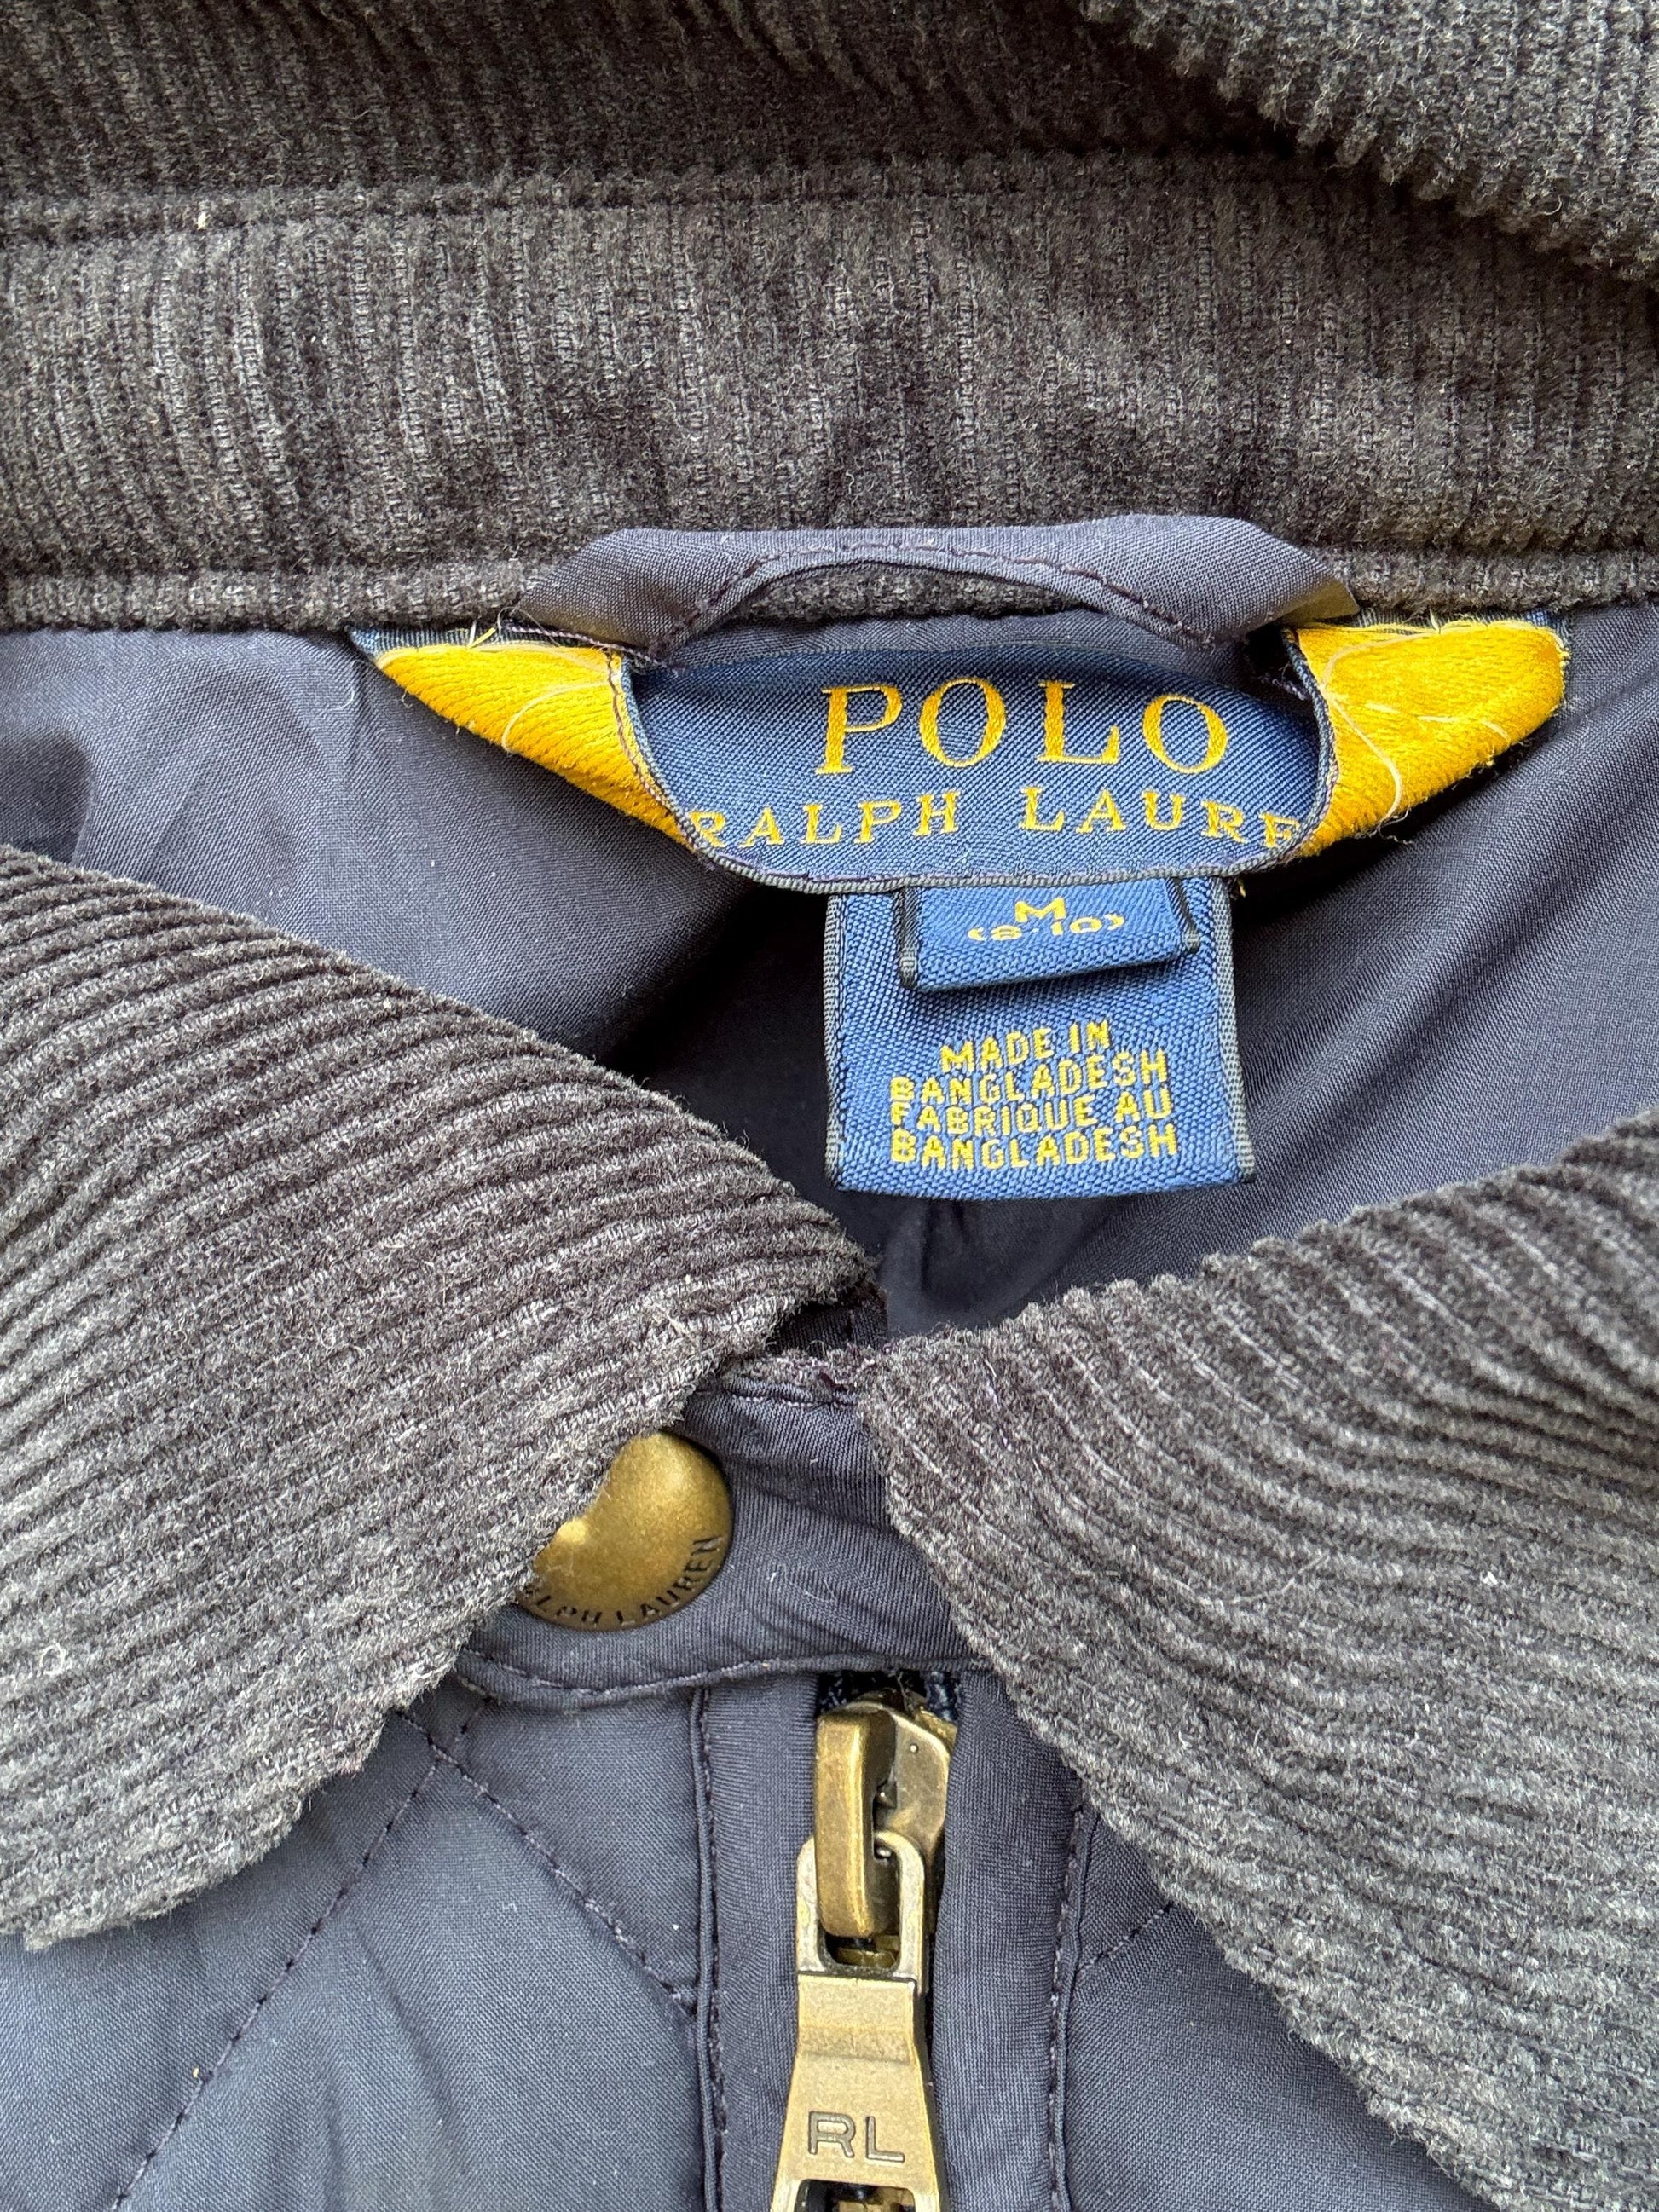 POLO
RALPH LAURE
M
(8-10)
MADE IN
BANGLADESH
FABRIQUE AU
BANGLADESH
RALPH LAUREN
RL